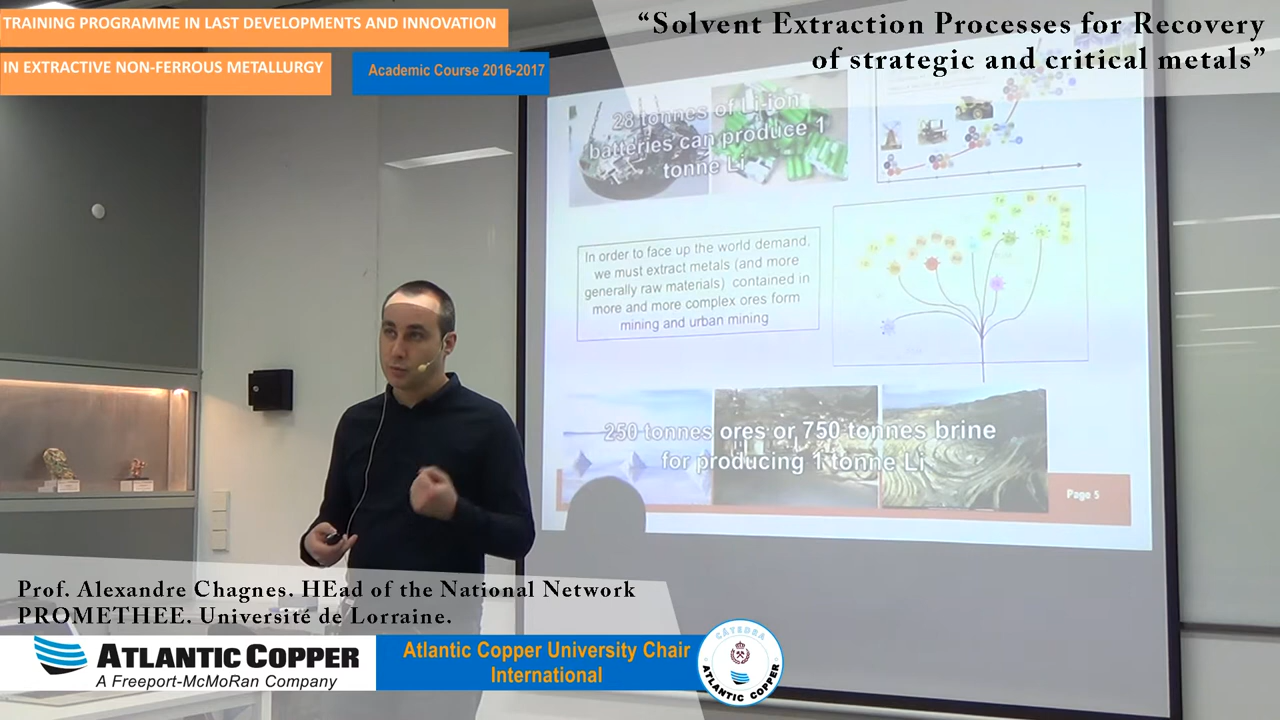 TRAINING PROGRAMME IN LAST DEVELOPMENTS AND INNOVATION
IN EXTRACTIVE NON-FERROUS METALLURGY
Academic Course 2016-2017
“Solvent Extraction Processes for Recovery
of strategic and critical metals”
28 tonnes of Li-ion
batteries can produce 1
tonne Li
In order to face up the world demand,
we must extract metals (and more
generally raw materials) contained in
more and more complex ores form
mining and urban mining
250 tonnes ores or 750 tonnes brine
for producing 1 tonne Li
Page 5
Prof. Alexandre Chagnes. HEad of the National Network
PROMETHEE. Université de Lorraine.
ATLANTIC COPPER
A Freeport-McMoRan Company
Atlantic Copper University Chair
International
CÁTEDRA
ATLANTIC COPPER